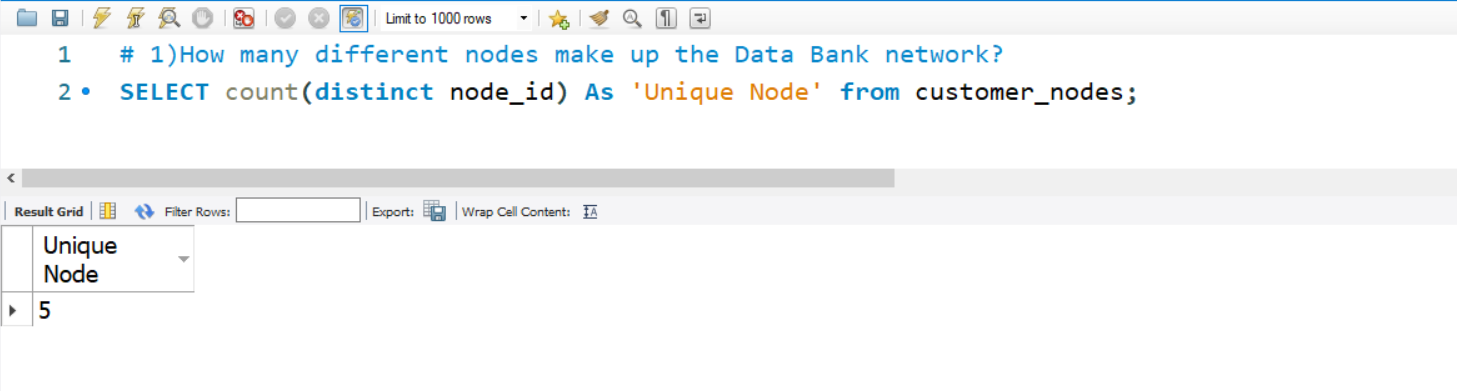 Limit to 1000 rows
1 # 1)How many different nodes make up the Data Bank network?
2 SELECT count(distinct node_id) As 'Unique Node' from customer_nodes;
Result Grid Filter Rows: Export: Wrap Cell Content: IA
Unique
Node
5